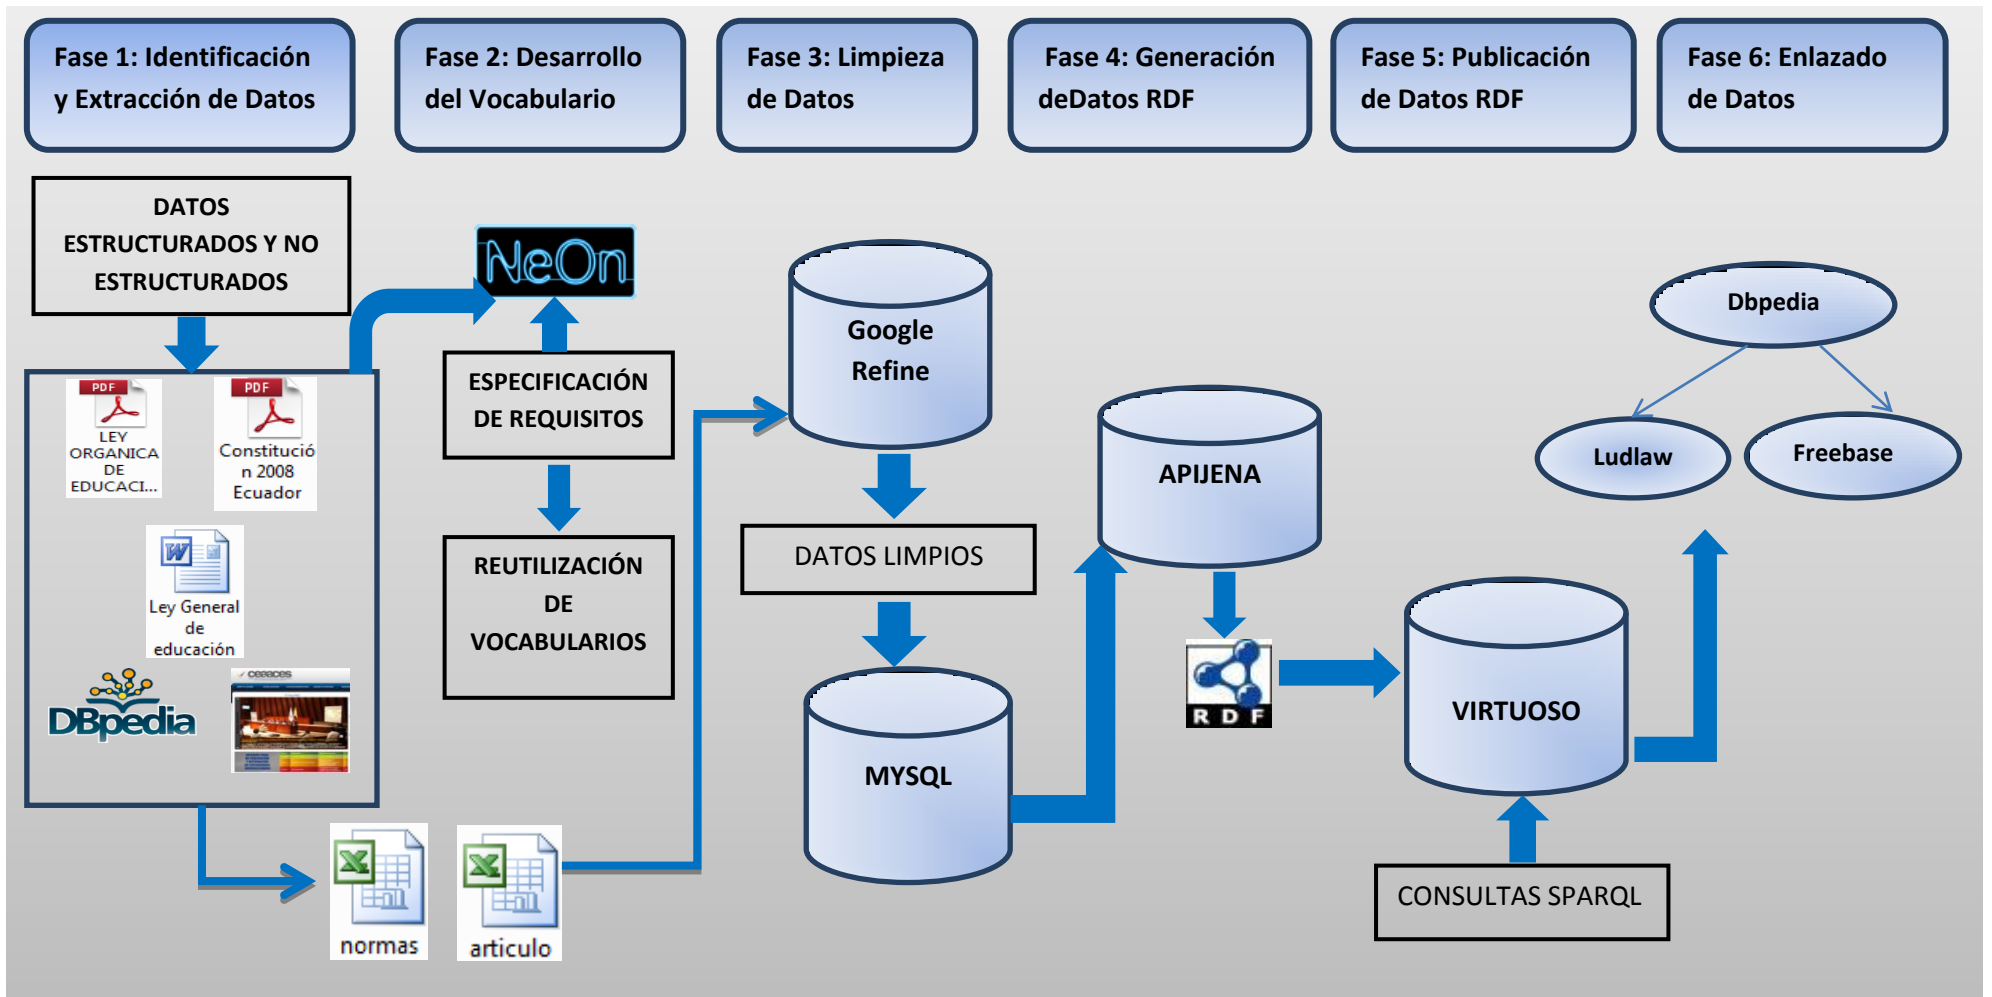 Fase 1: Identificación
y Extracción de Datos
Fase 2: Desarrollo
del Vocabulario
Fase 3: Limpieza
de Datos
Fase 4: Generación
deDatos RDF
Fase 5: Publicación
de Datos RDF
Fase 6: Enlazado
de Datos
DATOS
ESTRUCTURADOS Y NO
ESTRUCTURADOS
PDF
LEY
ORGANICA
DE
EDUCACI...
PDF
Constitució
n 2008
Ecuador
W
Ley General
de
educación
DBpedia
ceaaces
normas
articulo
NeOn
ESPECIFICACIÓN
DE REQUISITOS
REUTILIZACIÓN
DE
VOCABULARIOS
Google
Refine
DATOS LIMPIOS
MYSQL
APIJENA
RDF
VIRTUOSO
CONSULTAS SPARQL
Dbpedia
Ludlaw
Freebase